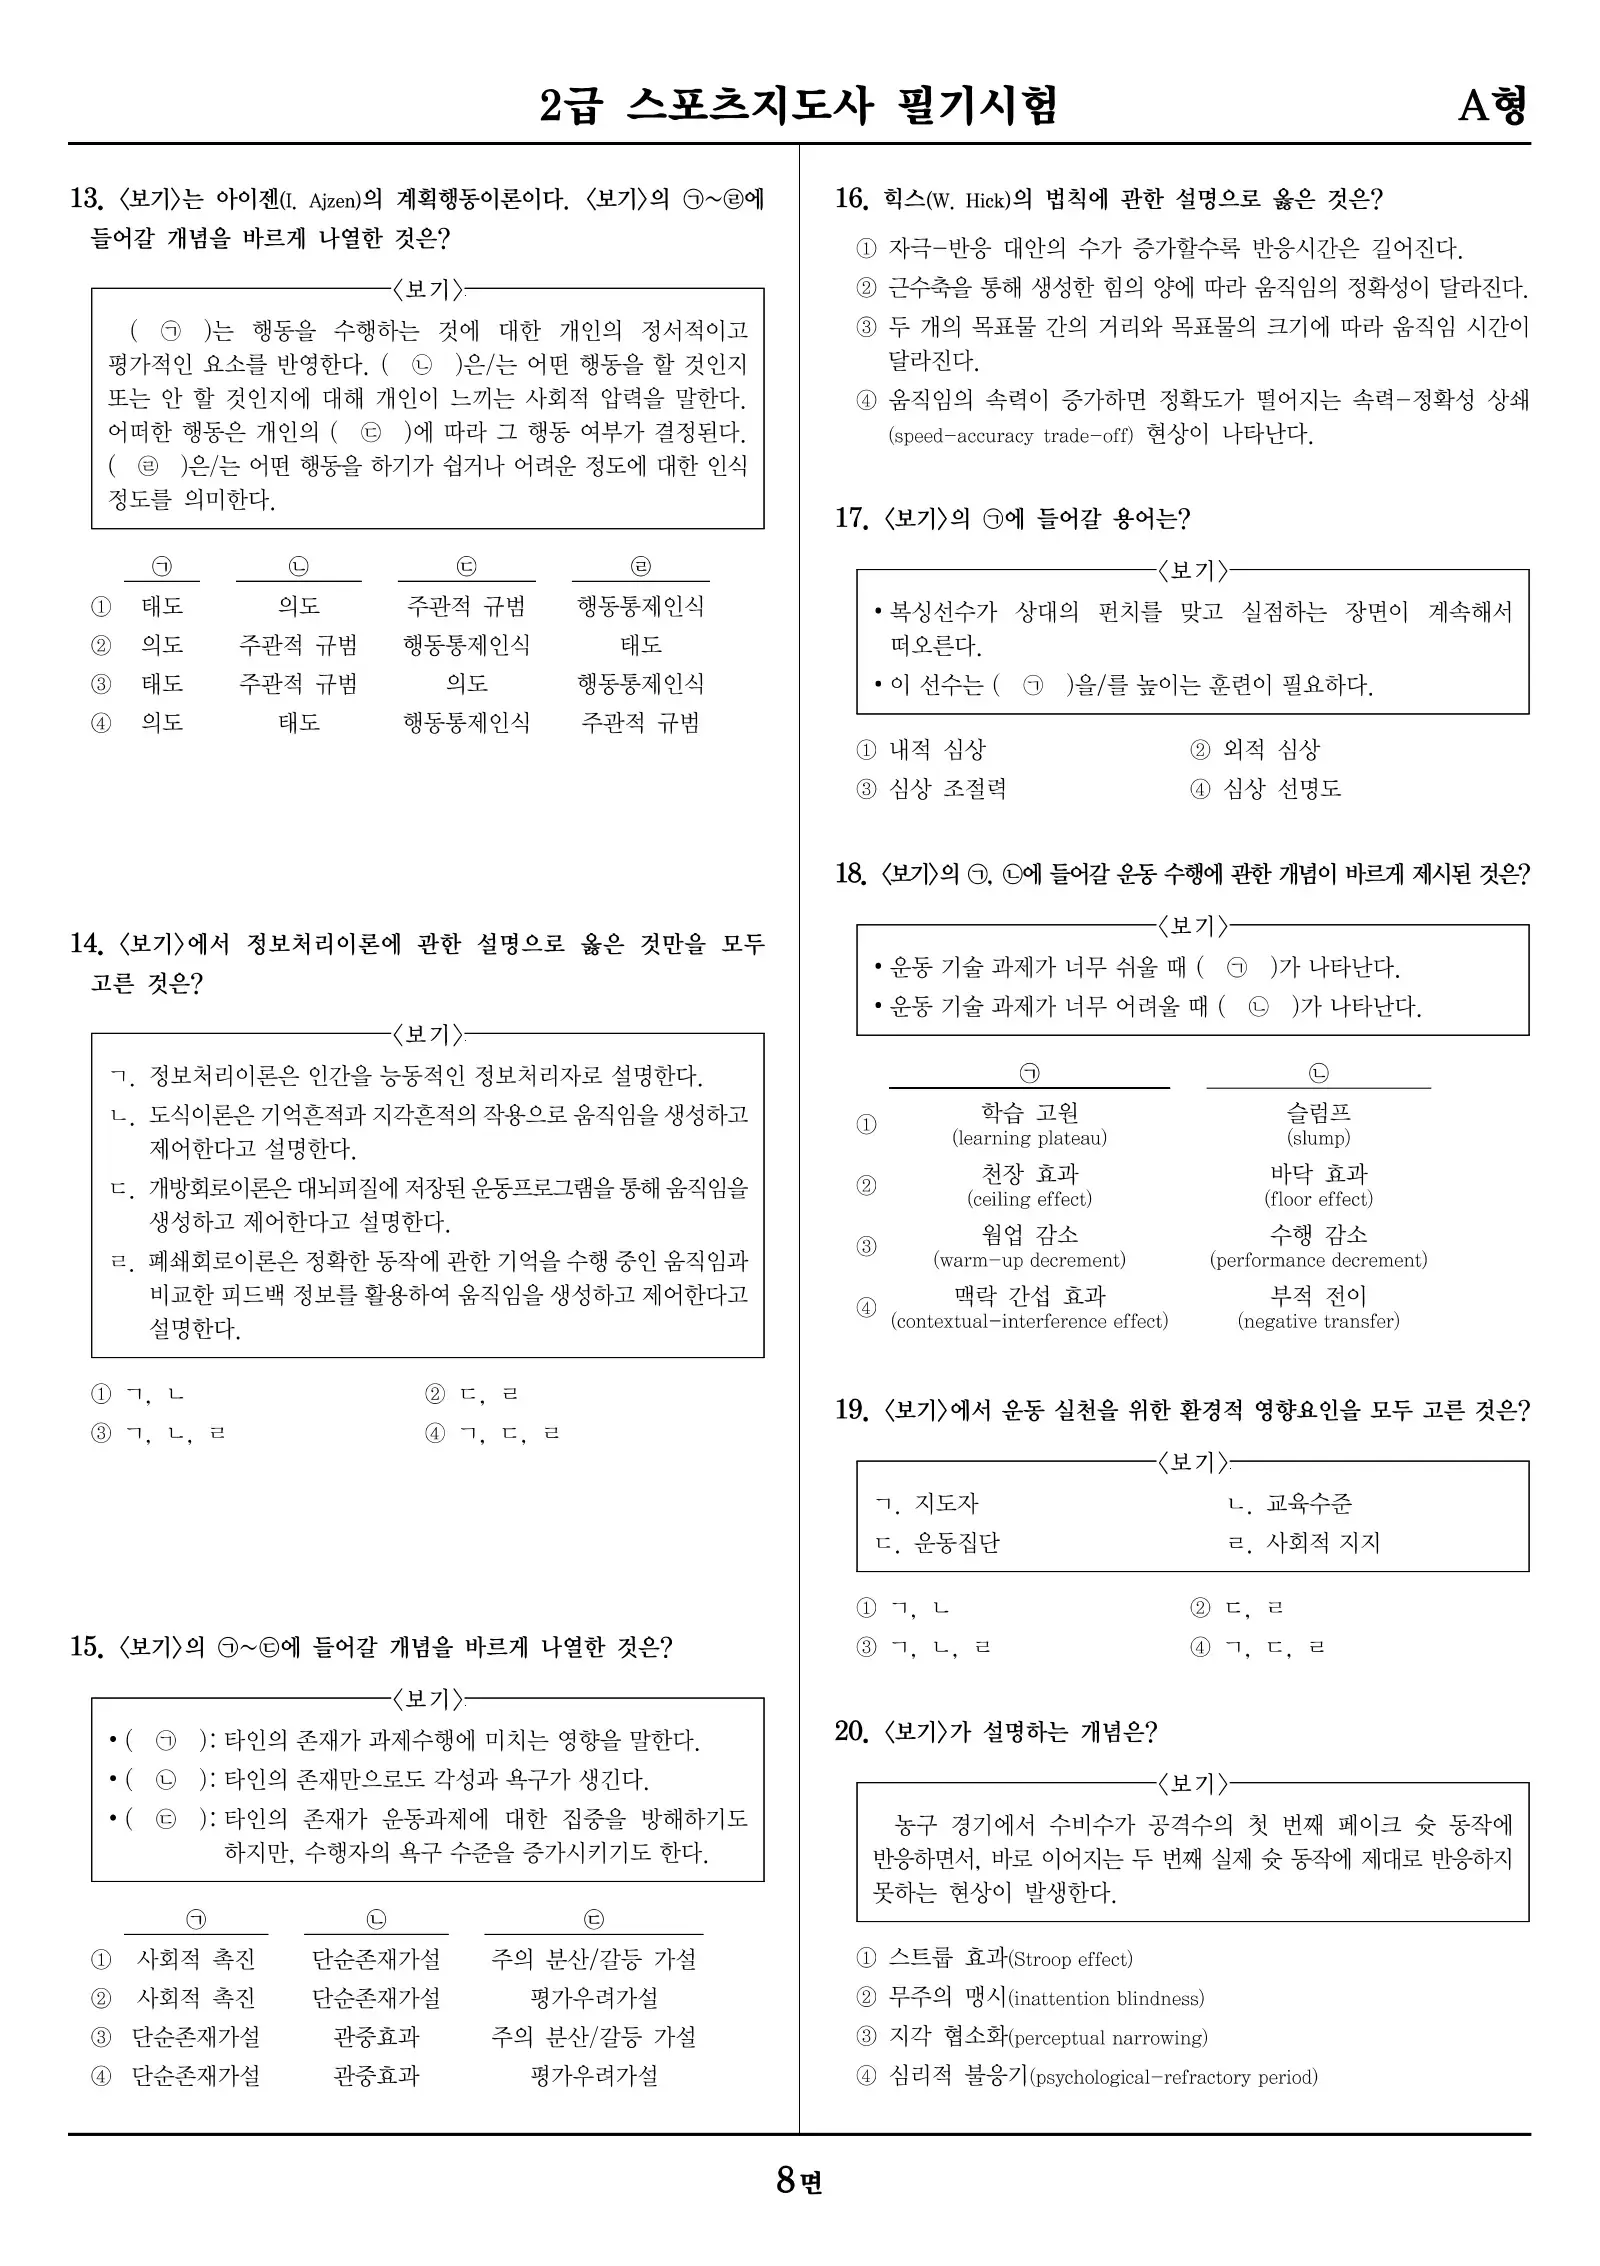 2급 스포츠지도사 필기시험
A형
13. 〈보기〉는 아이젠(I. Ajzen)의 계획행동이론이다. 〈보기〉의 ㉠~㉣에
들어갈 개념을 바르게 나열한 것은?
〈보기〉
( ㉠ )는 행동을 수행하는 것에 대한 개인의 정서적이고
평가적인 요소를 반영한다. ( ㉡ )은/는 어떤 행동을 할 것인지
또는 안 할 것인지에 대해 개인이 느끼는 사회적 압력을 말한다.
어떠한 행동은 개인의 ( ㉢ )에 따라 그 행동 여부가 결정된다.
( ㉣ )은/는 어떤 행동을 하기가 쉽거나 어려운 정도에 대한 인식
정도를 의미한다.
㉠ ㉡ ㉢ ㉣
① 태도 의도 주관적 규범 행동통제인식
② 의도 주관적 규범 행동통제인식 태도
③ 태도 주관적 규범 의도 행동통제인식
④ 의도 태도 행동통제인식 주관적 규범
14. 〈보기〉에서 정보처리이론에 관한 설명으로 옳은 것만을 모두
고른 것은?
〈보기〉
ㄱ. 정보처리이론은 인간을 능동적인 정보처리자로 설명한다.
ㄴ. 도식이론은 기억흔적과 지각흔적의 작용으로 움직임을 생성하고
제어한다고 설명한다.
ㄷ. 개방회로이론은 대뇌피질에 저장된 운동프로그램을 통해 움직임을
생성하고 제어한다고 설명한다.
ㄹ. 폐쇄회로이론은 정확한 동작에 관한 기억을 수행 중인 움직임과
비교한 피드백 정보를 활용하여 움직임을 생성하고 제어한다고
설명한다.
① ㄱ, ㄴ ② ㄷ, ㄹ
③ ㄱ, ㄴ, ㄹ ④ ㄱ, ㄷ, ㄹ
15. 〈보기〉의 ㉠~㉢에 들어갈 개념을 바르게 나열한 것은?
〈보기〉
• ( ㉠ ): 타인의 존재가 과제수행에 미치는 영향을 말한다.
• ( ㉡ ): 타인의 존재만으로도 각성과 욕구가 생긴다.
• ( ㉢ ): 타인의 존재가 운동과제에 대한 집중을 방해하기도
하지만, 수행자의 욕구 수준을 증가시키기도 한다.
㉠ ㉡ ㉢
① 사회적 촉진 단순존재가설 주의 분산/갈등 가설
② 사회적 촉진 단순존재가설 평가우려가설
③ 단순존재가설 관중효과 주의 분산/갈등 가설
④ 단순존재가설 관중효과 평가우려가설
16. 힉스(W. Hick)의 법칙에 관한 설명으로 옳은 것은?
① 자극-반응 대안의 수가 증가할수록 반응시간은 길어진다.
② 근수축을 통해 생성한 힘의 양에 따라 움직임의 정확성이 달라진다.
③ 두 개의 목표물 간의 거리와 목표물의 크기에 따라 움직임 시간이
달라진다.
④ 움직임의 속력이 증가하면 정확도가 떨어지는 속력-정확성 상쇄
(speed-accuracy trade-off) 현상이 나타난다.
17. 〈보기〉의 ㉠에 들어갈 용어는?
〈보기〉
• 복싱선수가 상대의 펀치를 맞고 실점하는 장면이 계속해서
떠오른다.
• 이 선수는 ( ㉠ )을/를 높이는 훈련이 필요하다.
① 내적 심상 ② 외적 심상
③ 심상 조절력 ④ 심상 선명도
18. 〈보기〉의 ㉠, ㉡에 들어갈 운동 수행에 관한 개념이 바르게 제시된 것은?
〈보기〉
• 운동 기술 과제가 너무 쉬울 때 ( ㉠ )가 나타난다.
• 운동 기술 과제가 너무 어려울 때 ( ㉡ )가 나타난다.
㉠ ㉡
① 학습 고원 슬럼프
(learning plateau) (slump)
② 천장 효과 바닥 효과
(ceiling effect) (floor effect)
③ 웜업 감소 수행 감소
(warm-up decrement) (performance decrement)
④ 맥락 간섭 효과 부적 전이
(contextual-interference effect) (negative transfer)
19. 〈보기〉에서 운동 실천을 위한 환경적 영향요인을 모두 고른 것은?
〈보기〉
ㄱ. 지도자 ㄴ. 교육수준
ㄷ. 운동집단 ㄹ. 사회적 지지
① ㄱ, ㄴ ② ㄷ, ㄹ
③ ㄱ, ㄴ, ㄹ ④ ㄱ, ㄷ, ㄹ
20. 〈보기〉가 설명하는 개념은?
〈보기〉
농구 경기에서 수비수가 공격수의 첫 번째 페이크 슛 동작에
반응하면서, 바로 이어지는 두 번째 실제 슛 동작에 제대로 반응하지
못하는 현상이 발생한다.
① 스트룹 효과(Stroop effect)
② 무주의 맹시(inattention blindness)
③ 지각 협소화(perceptual narrowing)
④ 심리적 불응기(psychological-refractory period)
8면